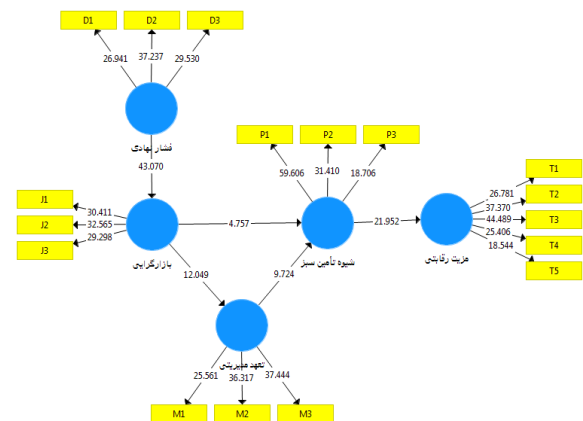 D1
D2
D3
26.941
37.237
29.530
فشار نهادی
43.070
P1
P2
P3
59.606
31.410
18.706
J1
J2
J3
30.411
32.565
29.298
بازارگرایی
4.757
شیوه تأمین سبز
21.952
مزیت رقابتی
26.781
37.370
44.489
25.406
18.544
T1
T2
T3
T4
T5
12.049
9.724
تعهد مدیریتی
25.561
36.317
37.444
M1
M2
M3